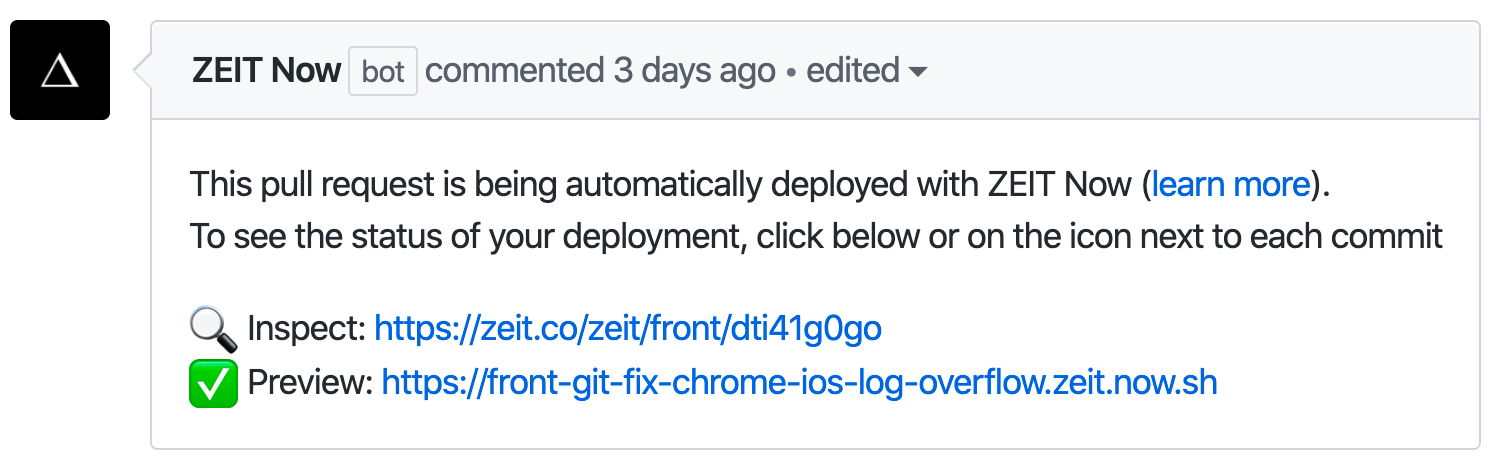 ZEIT Now bot commented 3 days ago • edited
This pull request is being automatically deployed with ZEIT Now (learn more).
To see the status of your deployment, click below or on the icon next to each commit
🔍 Inspect: https://zeit.co/zeit/front/dti41g0go
✅ Preview: https://front-git-fix-chrome-ios-log-overflow.zeit.now.sh